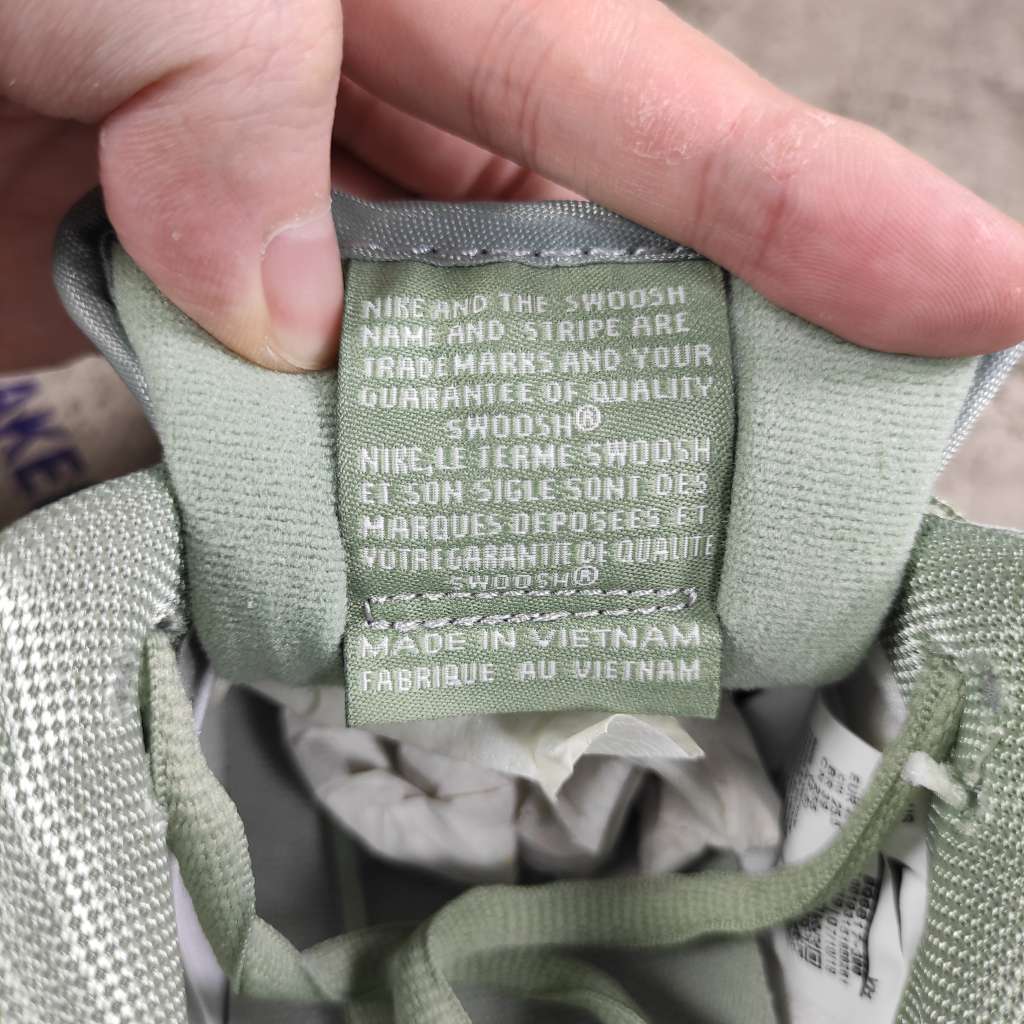 NIKE AND THE SWOOSH
NAME AND STRIPE ARE
TRADEMARKS AND YOUR
GUARANTEE OF QUALITY
SWOOSH®
NIKE, LE TERME SWOOSH
ET SON SIGLE SONT DES
MARQUES DEPOSEES ET
VOTRE GARANTIE DE QUALITE
SWOOSH®
MADE IN VIETNAM
FABRIQUE AU VIETNAM
AKE